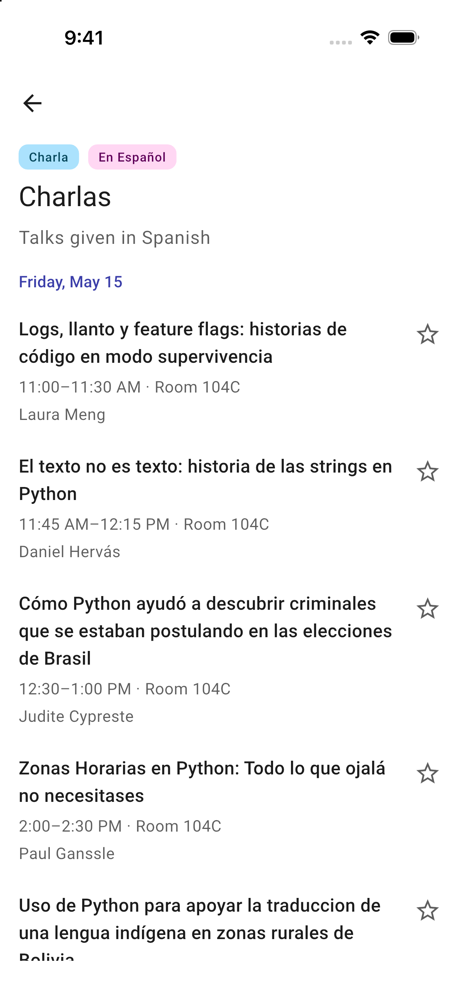 9:41
Charla
En Español
Charlas
Talks given in Spanish
Friday, May 15
Logs, llanto y feature flags: historias de
código en modo supervivencia
11:00–11:30 AM · Room 104C
Laura Meng
El texto no es texto: historia de las strings en
Python
11:45 AM–12:15 PM · Room 104C
Daniel Hervás
Cómo Python ayudó a descubrir criminales
que se estaban postulando en las elecciones
de Brasil
12:30–1:00 PM · Room 104C
Judite Cypreste
Zonas Horarias en Python: Todo lo que ojalá
no necesitases
2:00–2:30 PM · Room 104C
Paul Ganssle
Uso de Python para apoyar la traduccion de
una lengua indígena en zonas rurales de
Bolivia